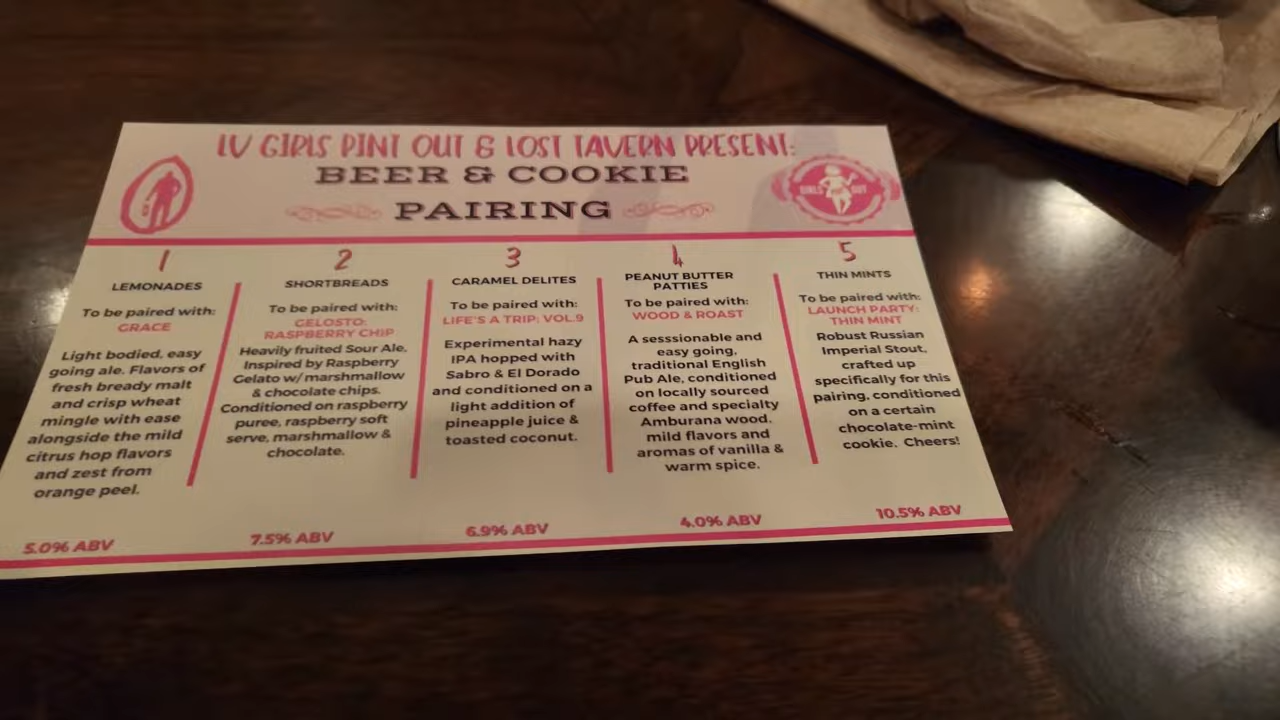 LV GIRLS PINT OUT & LOST TAVERN PRESENT:
BEER & COOKIE
PAIRING
GIRLS OUT
1
LEMONADES
To be paired with:
GRACE
Light bodied, easy
going ale. Flavors of
fresh bready malt
and crisp wheat
mingle with ease
alongside the mild
citrus hop flavors
and zest from
orange peel.
5.0% ABV
2
SHORTBREADS
To be paired with:
GELOSTO:
RASPBERRY CHIP
Heavily fruited Sour Ale.
Inspired by Raspberry
Gelato w/ marshmallow
& chocolate chips.
Conditioned on raspberry
puree, raspberry soft
serve, marshmallow &
chocolate.
7.5% ABV
3
CARAMEL DELITES
To be paired with:
LIFE'S A TRIP: VOL.9
Experimental hazy
IPA hopped with
Sabro & El Dorado
and conditioned on a
light addition of
pineapple juice &
toasted coconut.
6.9% ABV
4
PEANUT BUTTER
PATTIES
To be paired with:
WOOD & ROAST
A sesssionable and
easy going,
traditional English
Pub Ale, conditioned
on locally sourced
coffee and specialty
Amburana wood.
mild flavors and
aromas of vanilla &
warm spice.
4.0% ABV
5
THIN MINTS
To be paired with:
LAUNCH PARTY:
THIN MINT
Robust Russian
Imperial Stout,
crafted up
specifically for this
pairing, conditioned
on a certain
chocolate-mint
cookie. Cheers!
10.5% ABV